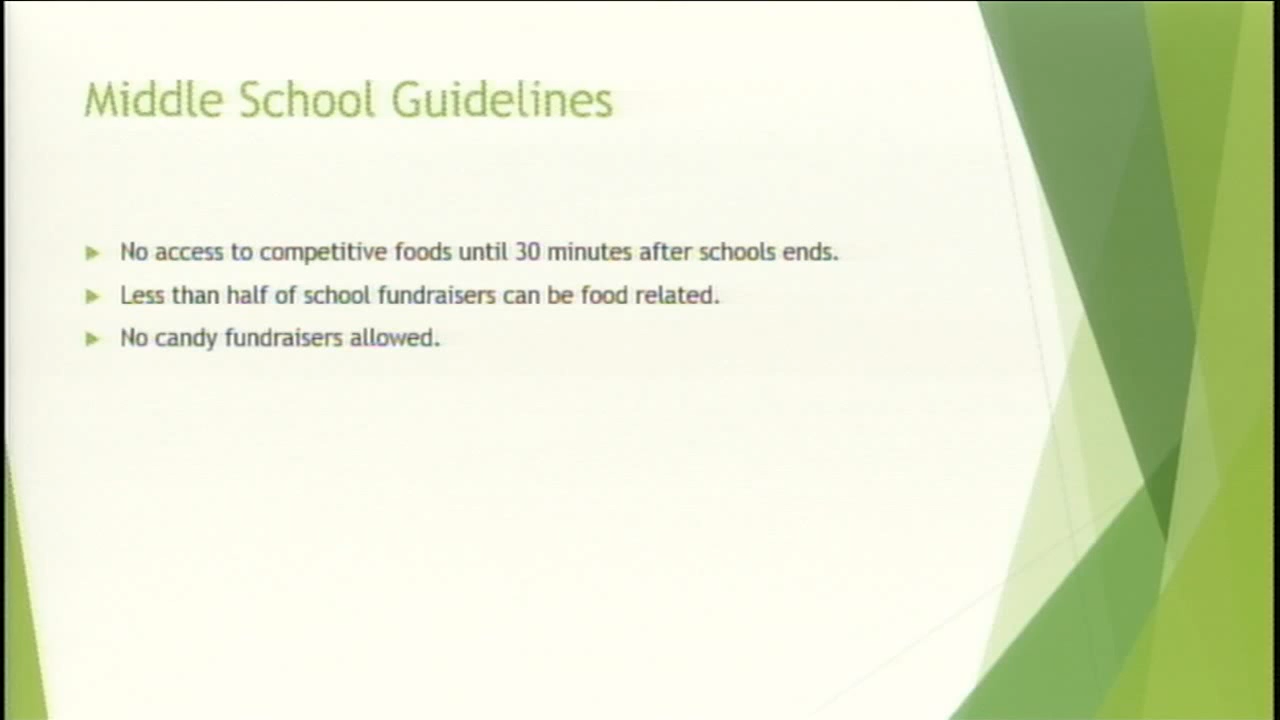 Middle School Guidelines
No access to competitive foods until 30 minutes after schools ends.
Less than half of school fundraisers can be food related.
No candy fundraisers allowed.